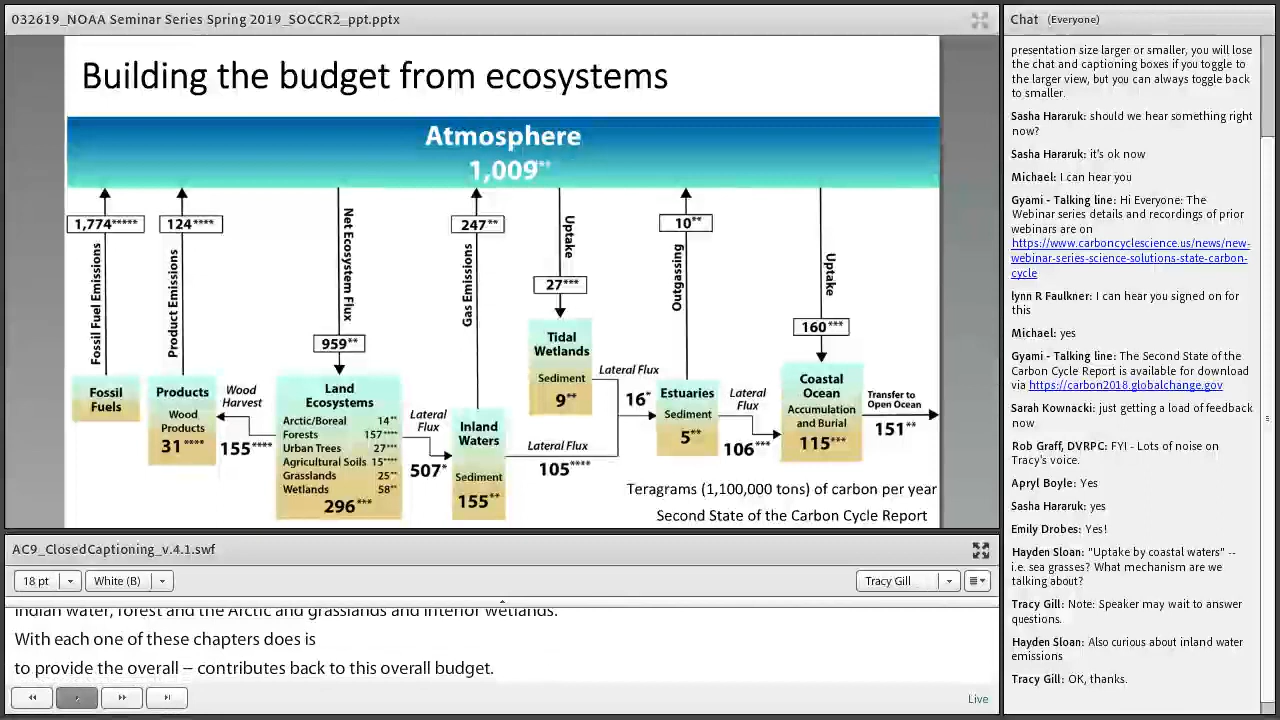 032619_NOAA Seminar Series Spring 2019_SOCCR2_ppt.pptx
Building the budget from ecosystems
Atmosphere
1,009**
1,774*****
124****
247**
10**
Fossil Fuel Emissions
Product Emissions
Net Ecosystem Flux
Gas Emissions
Uptake
Outgassing
Uptake
27***
160***
959**
Fossil
Fuels
Products
Wood
Products
31****
Wood
Harvest
155****
Land
Ecosystems
Arctic/Boreal 14**
Forests 157****
Urban Trees 27***
Agricultural Soils 15****
Grasslands 25**
Wetlands 58**
296***
Lateral
Flux
507*
Inland
Waters
Sediment
155**
Tidal
Wetlands
Sediment
9**
Lateral Flux
16*
Lateral Flux
105****
Estuaries
Sediment
5**
Lateral
Flux
106***
Coastal
Ocean
Accumulation
and Burial
115***
Transfer to
Open Ocean
151**
Teragrams (1,100,000 tons) of carbon per year
Second State of the Carbon Cycle Report
AC9_ClosedCaptioning_v.4.1.swf
18 pt
White (B)
Tracy Gill
Indian water, forest and the Arctic and grasslands and interior wetlands.
With each one of these chapters does is
to provide the overall – contributes back to this overall budget.
Live
Chat (Everyone)
presentation size larger or smaller, you will lose
the chat and captioning boxes if you toggle to
the larger view, but you can always toggle back
to smaller.
Sasha Hararuk: should we hear something right
now?
Sasha Hararuk: it's ok now
Michael: I can hear you
Gyami - Talking line: Hi Everyone: The
Webinar series details and recordings of prior
webinars are on
https://www.carboncyclescience.us/news/new-
webinar-series-science-solutions-state-carbon-
cycle
lynn R Faulkner: I can hear you signed on for
this
Michael: yes
Gyami - Talking line: The Second State of the
Carbon Cycle Report is available for download
via https://carbon2018.globalchange.gov
Sarah Kownacki: just getting a load of feedback
now
Rob Graff, DVRPC: FYI - Lots of noise on
Tracy's voice.
Apryl Boyle: Yes
Sasha Hararuk: yes
Emily Drobes: Yes!
Hayden Sloan: "Uptake by coastal waters" --
i.e. sea grasses? What mechanism are we
talking about?
Tracy Gill: Note: Speaker may wait to answer
questions.
Hayden Sloan: Also curious about inland water
emissions
Tracy Gill: OK, thanks.